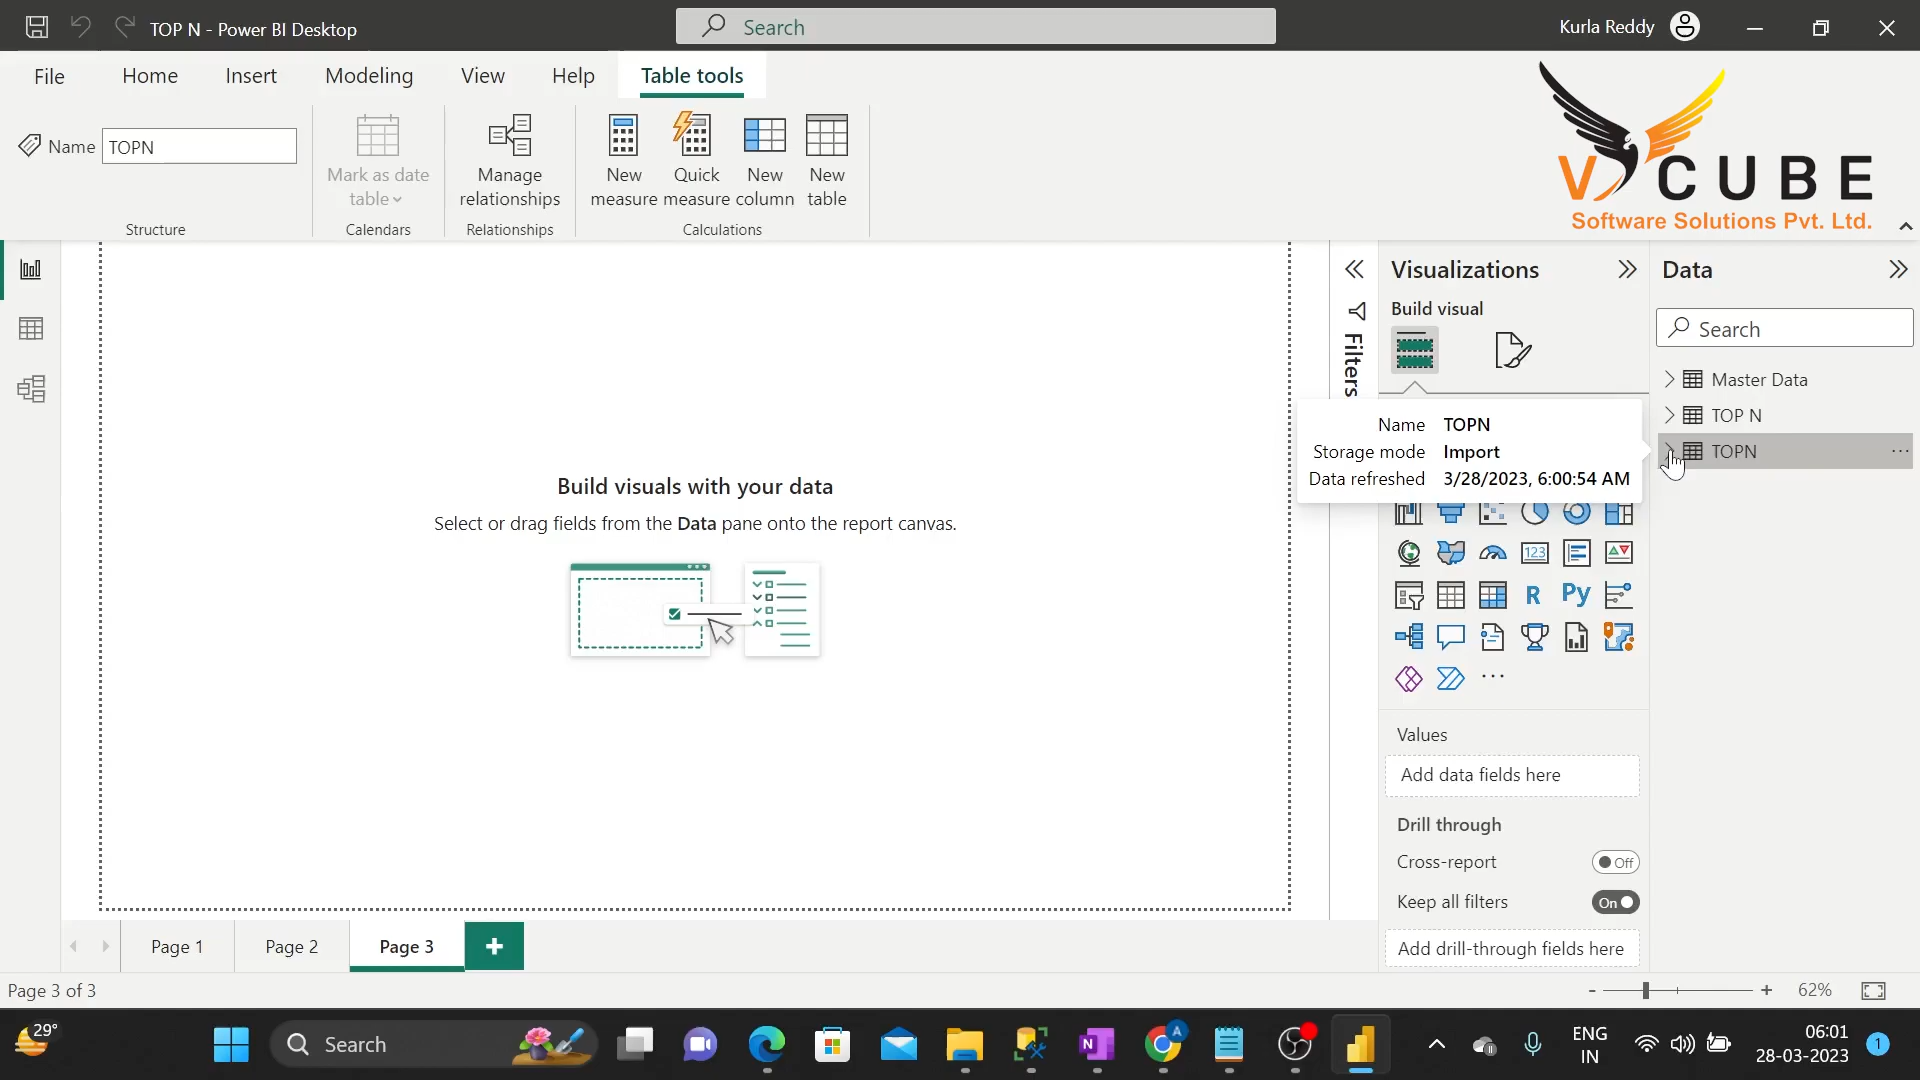 TOP N - Power BI Desktop
Search
Kurla Reddy
File
Home
Insert
Modeling
View
Help
Table tools
Name
TOPN
Structure
Mark as date
table
Calendars
Manage
relationships
Relationships
New
measure
Quick
measure
New
column
New
table
Calculations
V CUBE
Software Solutions Pvt. Ltd.
Build visuals with your data
Select or drag fields from the Data pane onto the report canvas.
Filters
Visualizations
Build visual
Name TOPN
Storage mode Import
Data refreshed 3/28/2023, 6:00:54 AM
123
R
Py
Values
Add data fields here
Drill through
Cross-report
Off
Keep all filters
On
Add drill-through fields here
Data
Search
Master Data
TOP N
TOPN
Page 1
Page 2
Page 3
Page 3 of 3
62%
29°
Search
A
ENG
IN
06:01
28-03-2023
1